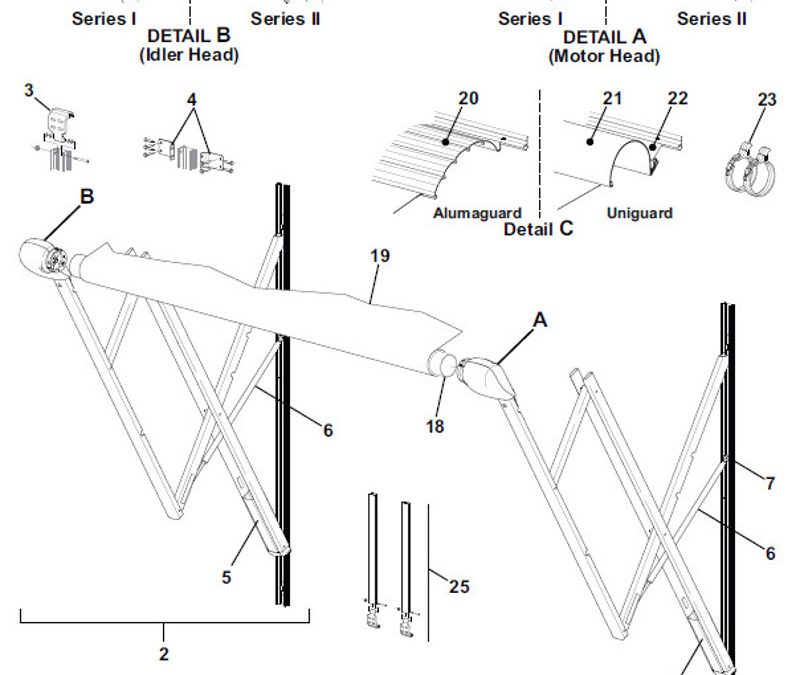 Series I Series II Series I Series II
DETAIL B DETAIL A
(Idler Head) (Motor Head)
3 4 20 21 22 23
Alumaguard Uniguard
Detail C
B
19
A
18
6
7
6
5
25
2